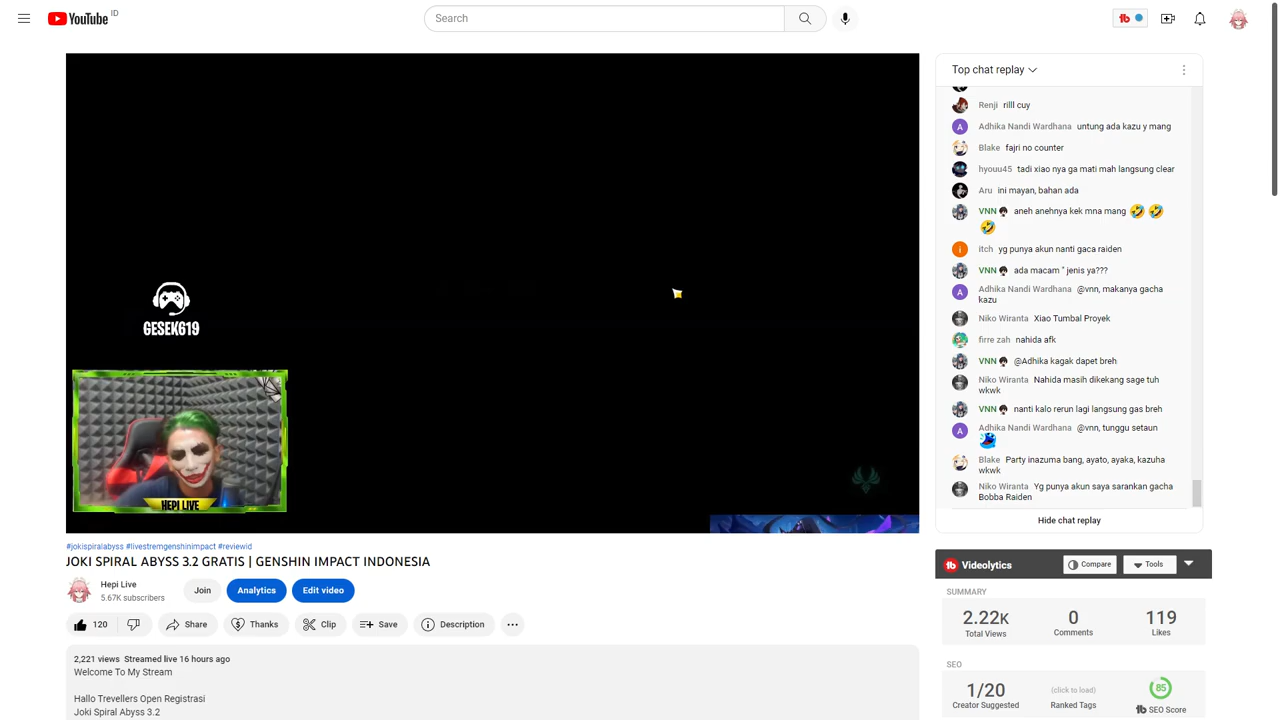 YouTube ID
Search
GESEK619
HEPI LIVE
#jokispiralabyss #livestremgenshinimpact #reviewid
JOKI SPIRAL ABYSS 3.2 GRATIS | GENSHIN IMPACT INDONESIA
Hepi Live
5.67K subscribers
Join
Analytics
Edit video
120
Share
Thanks
Clip
Save
Description
2,221 views Streamed live 16 hours ago
Welcome To My Stream
Hallo Trevellers Open Registrasi
Joki Spiral Abyss 3.2
Top chat replay
Renji rilll cuy
A Adhika Nandi Wardhana untung ada kazu y mang
Blake fajri no counter
hyouu45 tadi xiao nya ga mati mah langsung clear
Aru ini mayan, bahan ada
VNN aneh anehnya kek mna mang 🤣 🤣
🤣
i itch yg punya akun nanti gaca raiden
VNN ada macam " jenis ya???
A Adhika Nandi Wardhana @vnn, makanya gacha
kazu
Niko Wiranta Xiao Tumbal Proyek
firre zah nahida afk
VNN @Adhika kagak dapet breh
Niko Wiranta Nahida masih dikekang sage tuh
wkwk
VNN nanti kalo rerun lagi langsung gas breh
A Adhika Nandi Wardhana @vnn, tunggu setaun
Blake Party inazuma bang, ayato, ayaka, kazuha
wkwk
Niko Wiranta Yg punya akun saya sarankan gacha
Bobba Raiden
Hide chat replay
tb Videolytics
Compare
Tools
SUMMARY
2.22K
Total Views
0
Comments
119
Likes
SEO
1/20
Creator Suggested
(click to load)
Ranked Tags
85
tb SEO Score